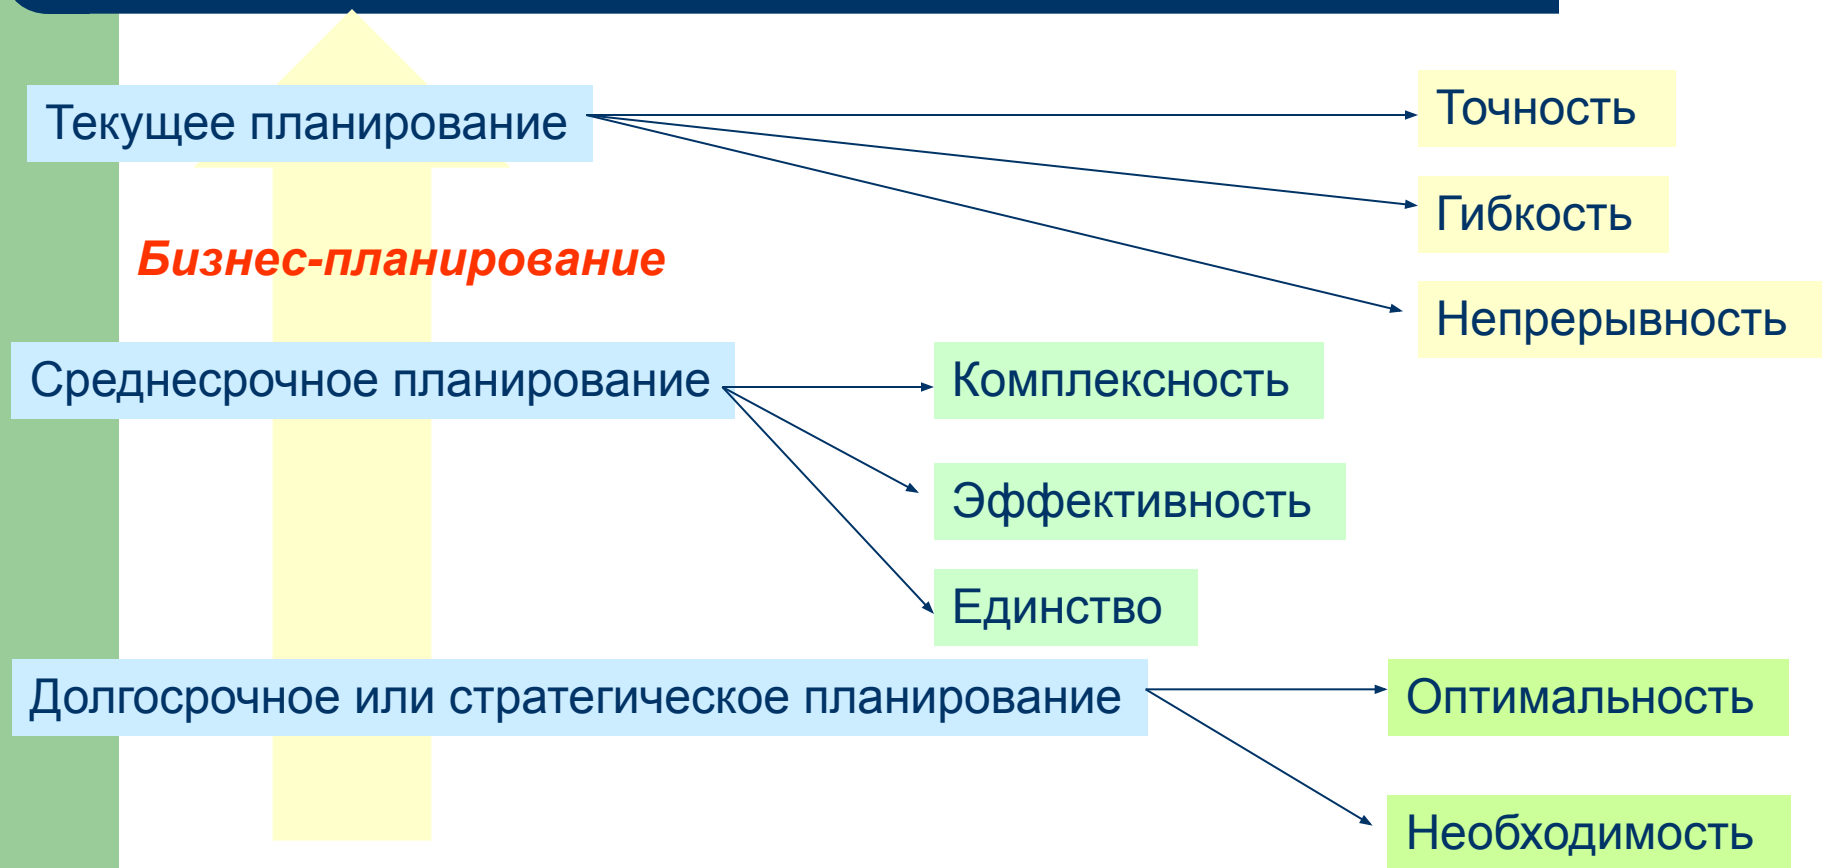 Текущее планирование
Точность
Гибкость
Бизнес-планирование
Непрерывность
Среднесрочное планирование
Комплексность
Эффективность
Единство
Долгосрочное или стратегическое планирование
Оптимальность
Необходимость